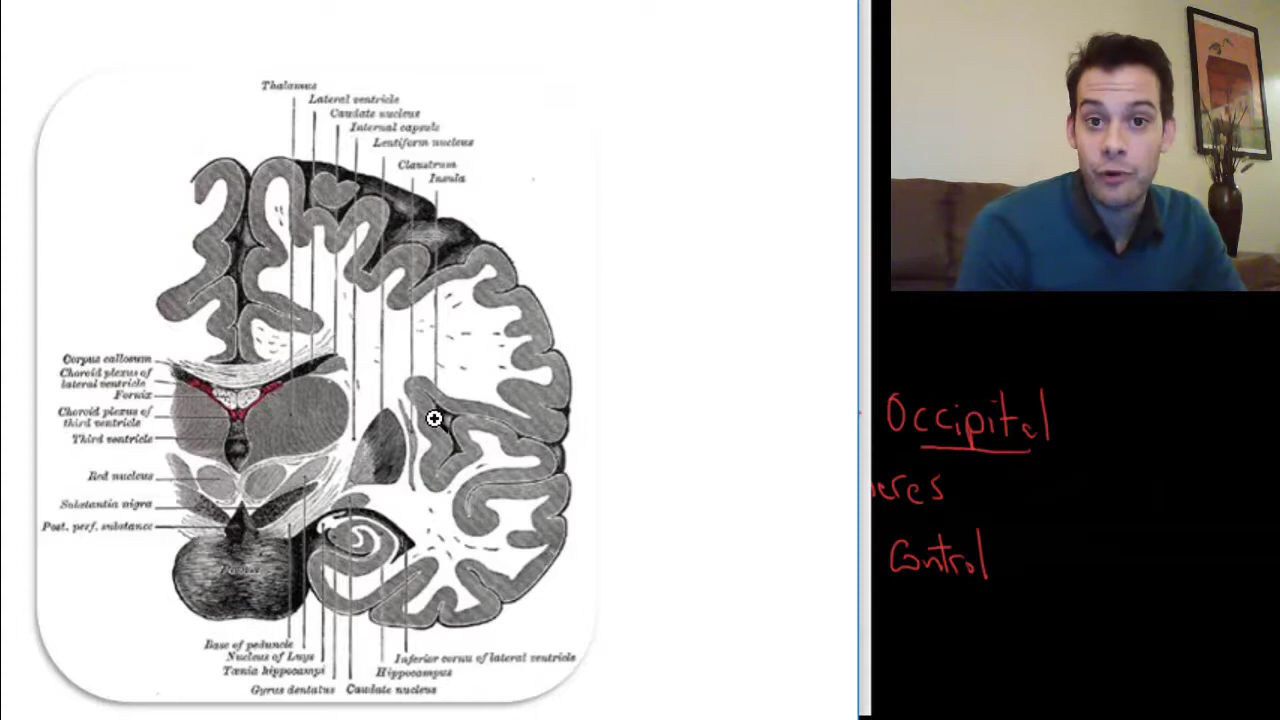 Thalamus
Lateral ventricle
Caudate nucleus
Internal capsule
Lentiform nucleus
Claustrum
Insula
Corpus callosum
Choroid plexus of
lateral ventricle
Fornix
Choroid plexus of
third ventricle
Third ventricle
Red nucleus
Substantia nigra
Post. perf. substance
Pons
Base of peduncle
Nucleus of Luys
Tænia hippocampi
Gyrus dentatus
Caudate nucleus
Hippocampus
Inferior cornu of lateral ventricle
Occipital
eres
Control